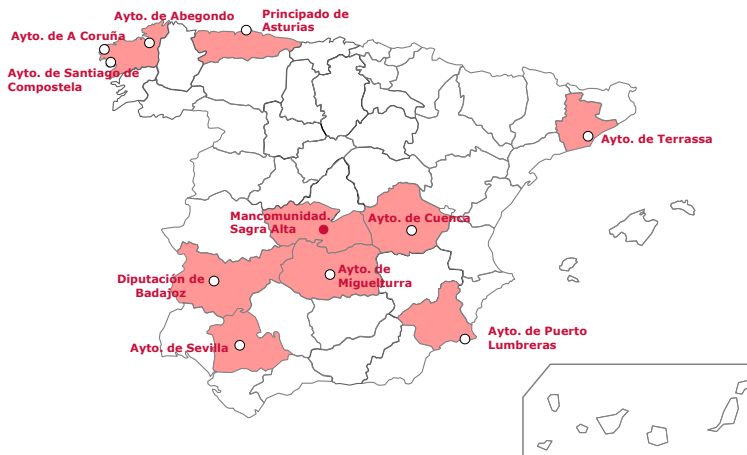 Ayto. de Abegondo
Principado de
Asturias
Ayto. de A Coruña
Ayto. de Santiago de
Compostela
Ayto. de Terrassa
Mancomunidad.
Sagra Alta
Ayto. de Cuenca
Diputación de
Badajoz
Ayto. de
Miguelturra
Ayto. de Sevilla
Ayto. de Puerto
Lumbreras